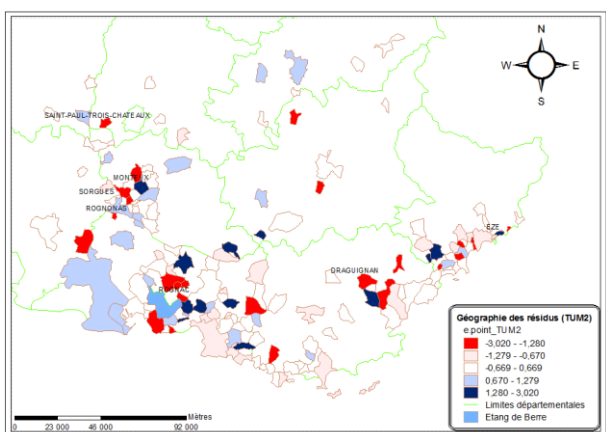 N
W E
S
SAINT-PAUL-TROIS-CHATEAUX
MONTEUX
SORGUES
ROGNONAS
EZE
DRAGUIGNAN
ROGNAC
Géographie des résidus (TUM2)
e.point_TUM2
-3,020 - -1,280
-1,279 - -0,670
-0,669 - 0,669
0,670 - 1,279
1,280 - 3,020
Limites départementales
Etang de Berre
Mètres
0 23 000 46 000 92 000